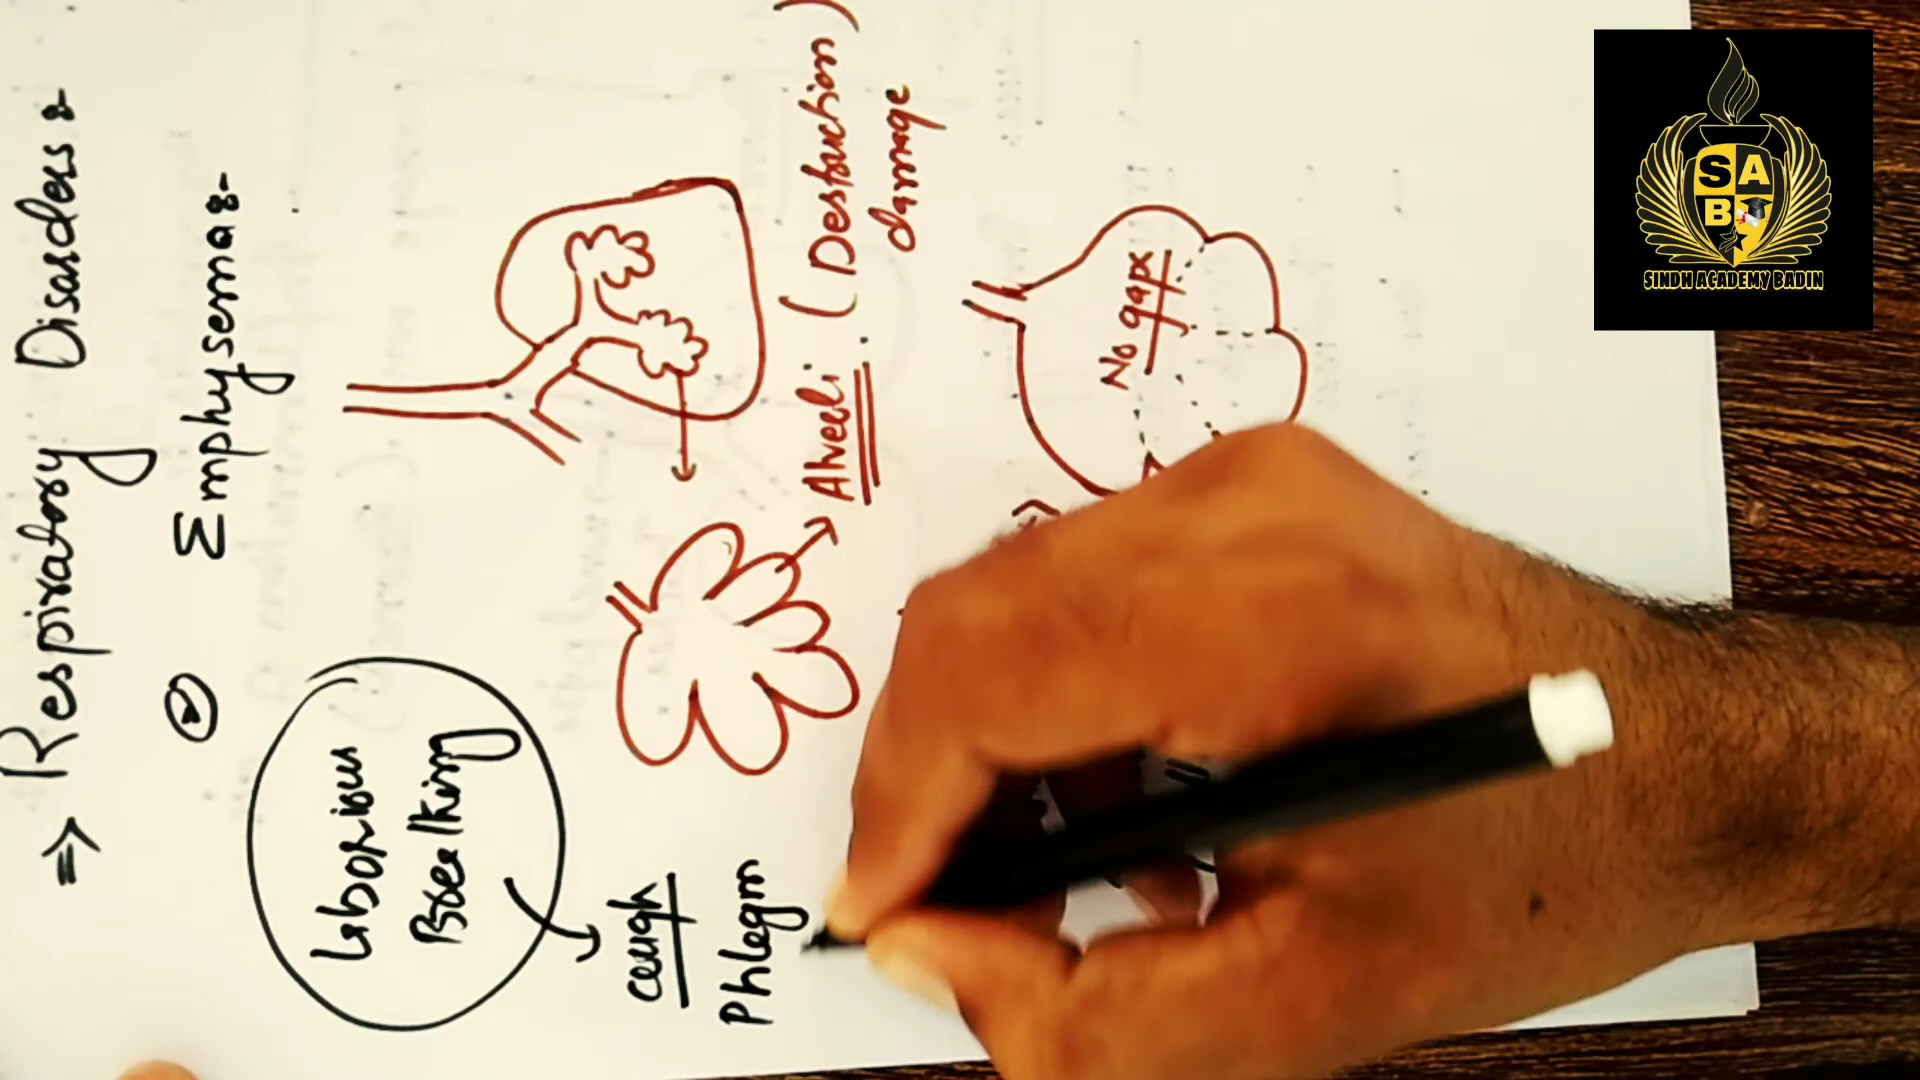 ⇒ Respiratory Disorders :-
② Emphysema :-
Laborious
Breathing
cough
Phlegm
Alveoli . ( Destruction )
damage
No gaps
SAB
SINDH ACADEMY BADIN